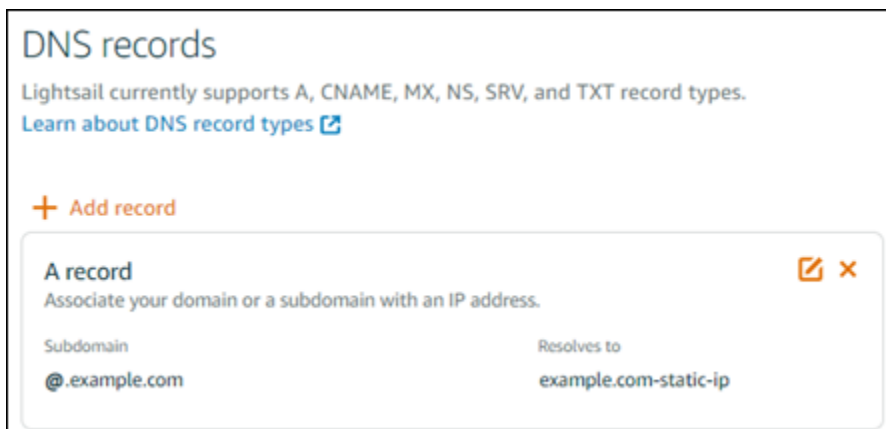 DNS records
Lightsail currently supports A, CNAME, MX, NS, SRV, and TXT record types.
Learn about DNS record types
+ Add record
A record
Associate your domain or a subdomain with an IP address.
Subdomain
Resolves to
@.example.com
example.com-static-ip